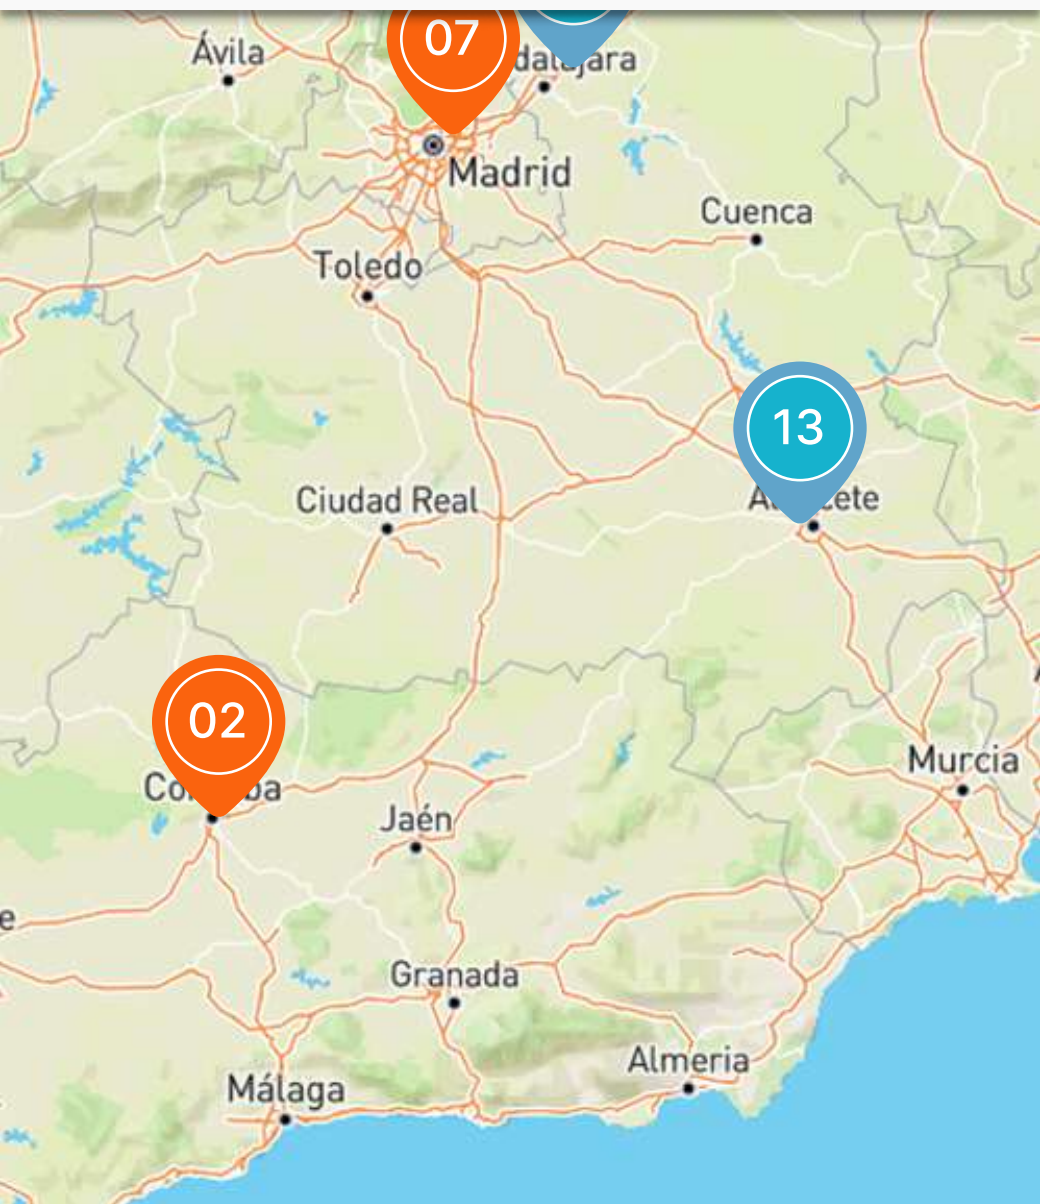 07
Ávila
Madrid
Cuenca
Toledo
13
Ciudad Real
02
Murcia
Jaén
Granada
Almeria
Málaga